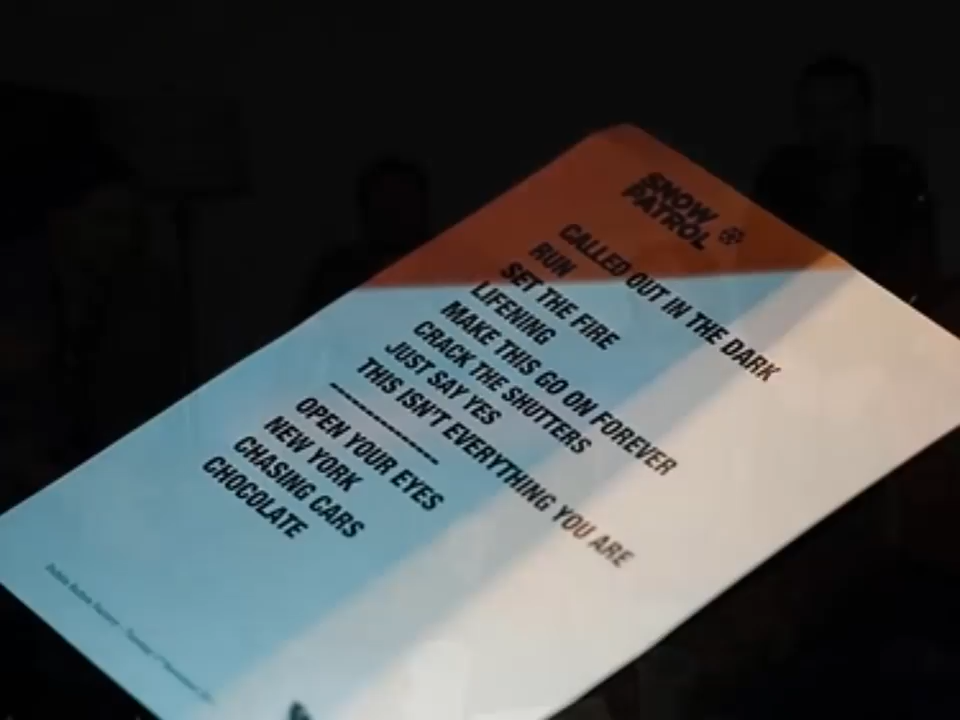 SNOW
PATROL
CALLED OUT IN THE DARK
RUN
SET THE FIRE
LIFENING
MAKE THIS GO ON FOREVER
CRACK THE SHUTTERS
JUST SAY YES
THIS ISN'T EVERYTHING YOU ARE
------------
OPEN YOUR EYES
NEW YORK
CHASING CARS
CHOCOLATE